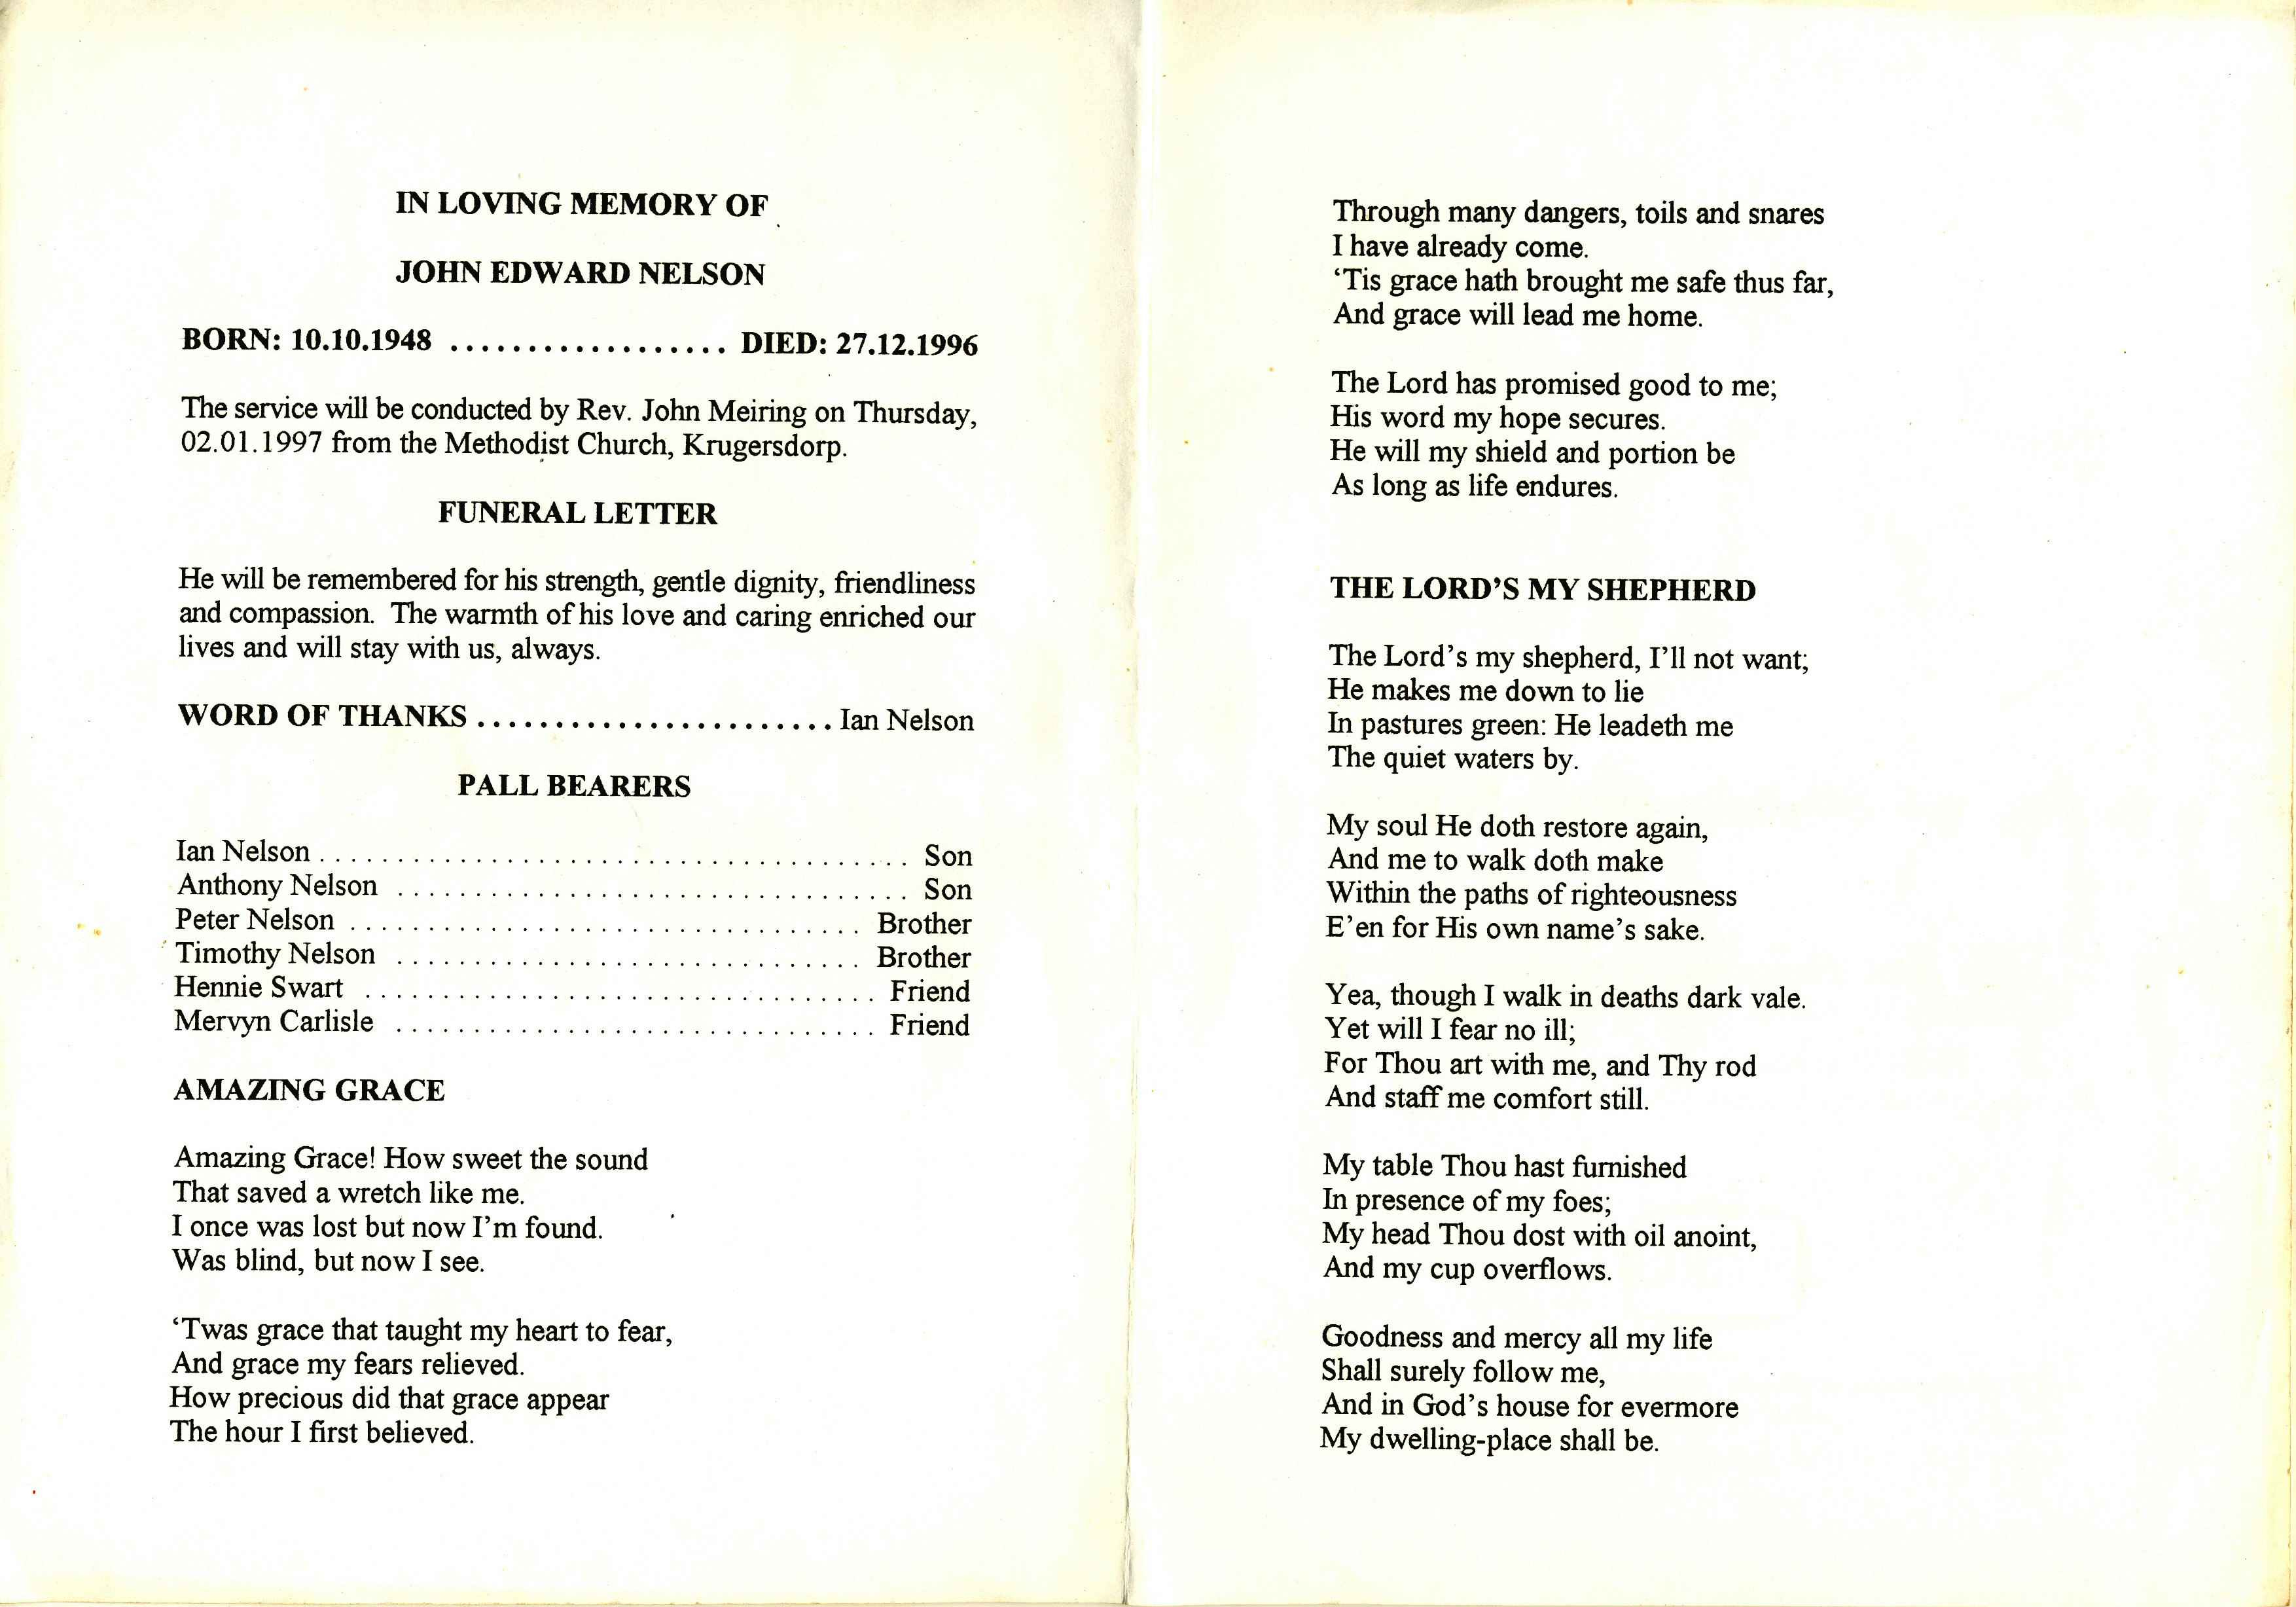 IN LOVING MEMORY OF
JOHN EDWARD NELSON
BORN: 10.10.1948 .................. DIED: 27.12.1996
The service will be conducted by Rev. John Meiring on Thursday,
02.01.1997 from the Methodist Church, Krugersdorp.
FUNERAL LETTER
He will be remembered for his strength, gentle dignity, friendliness
and compassion. The warmth of his love and caring enriched our
lives and will stay with us, always.
WORD OF THANKS ....................... Ian Nelson
PALL BEARERS
Ian Nelson ...................................... Son
Anthony Nelson ................................. Son
Peter Nelson ................................. Brother
Timothy Nelson .............................. Brother
Hennie Swart ................................. Friend
Mervyn Carlisle ............................... Friend
AMAZING GRACE
Amazing Grace! How sweet the sound
That saved a wretch like me.
I once was lost but now I'm found.
Was blind, but now I see.
‘Twas grace that taught my heart to fear,
And grace my fears relieved.
How precious did that grace appear
The hour I first believed.
Through many dangers, toils and snares
I have already come.
‘Tis grace hath brought me safe thus far,
And grace will lead me home.
The Lord has promised good to me;
His word my hope secures.
He will my shield and portion be
As long as life endures.
THE LORD'S MY SHEPHERD
The Lord's my shepherd, I'll not want;
He makes me down to lie
In pastures green: He leadeth me
The quiet waters by.
My soul He doth restore again,
And me to walk doth make
Within the paths of righteousness
E'en for His own name's sake.
Yea, though I walk in deaths dark vale.
Yet will I fear no ill;
For Thou art with me, and Thy rod
And staff me comfort still.
My table Thou hast furnished
In presence of my foes;
My head Thou dost with oil anoint,
And my cup overflows.
Goodness and mercy all my life
Shall surely follow me,
And in God's house for evermore
My dwelling-place shall be.